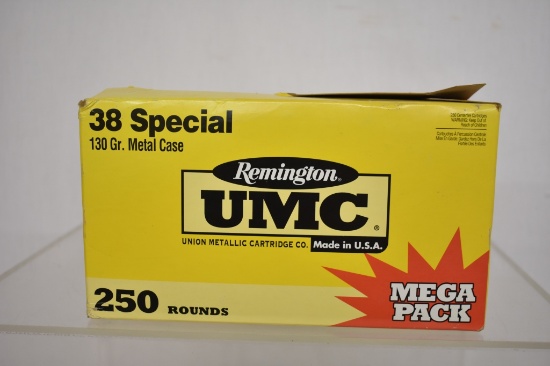 38 Special
130 Gr. Metal Case
Remington®
UMC®
UNION METALLIC CARTRIDGE CO.
Made in U.S.A.
250 ROUNDS
MEGA
PACK